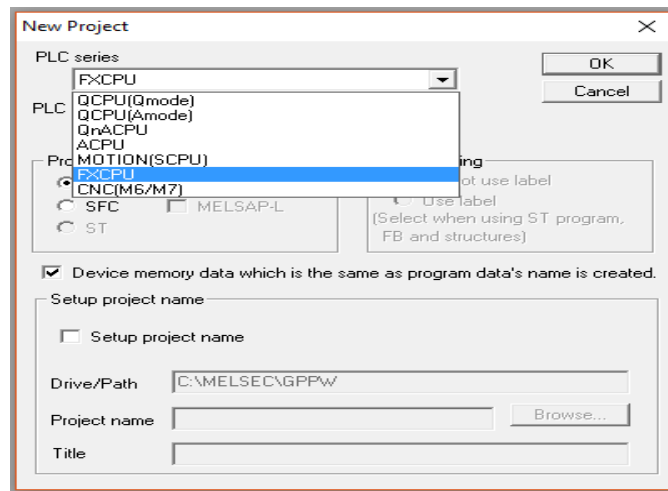 New Project
PLC series
FXCPU
OK
Cancel
PLC
QCPU(Qmode)
QCPU(Amode)
QnACPU
ACPU
MOTION(SCPU)
FXCPU
CNC(M6/M7)
SFC MELSAP-L
ST
ot use label
Use label
(Select when using ST program,
FB and structures)
Device memory data which is the same as program data's name is created.
Setup project name
Setup project name
Drive/Path C:\MELSEC\GPPW
Project name Browse...
Title